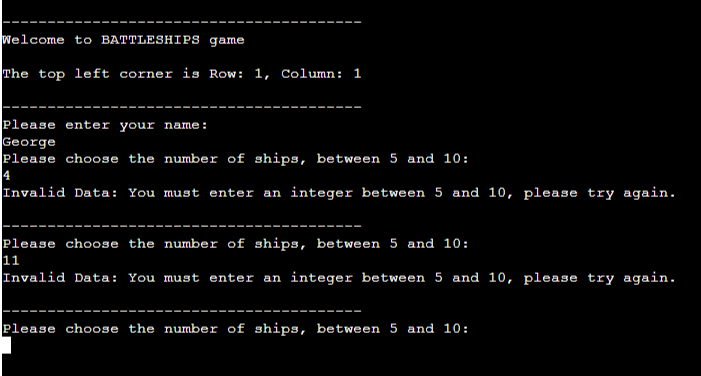 ----------------------------------------
Welcome to BATTLESHIPS game
The top left corner is Row: 1, Column: 1
----------------------------------------
Please enter your name:
George
Please choose the number of ships, between 5 and 10:
4
Invalid Data: You must enter an integer between 5 and 10, please try again.
----------------------------------------
Please choose the number of ships, between 5 and 10:
11
Invalid Data: You must enter an integer between 5 and 10, please try again.
----------------------------------------
Please choose the number of ships, between 5 and 10: